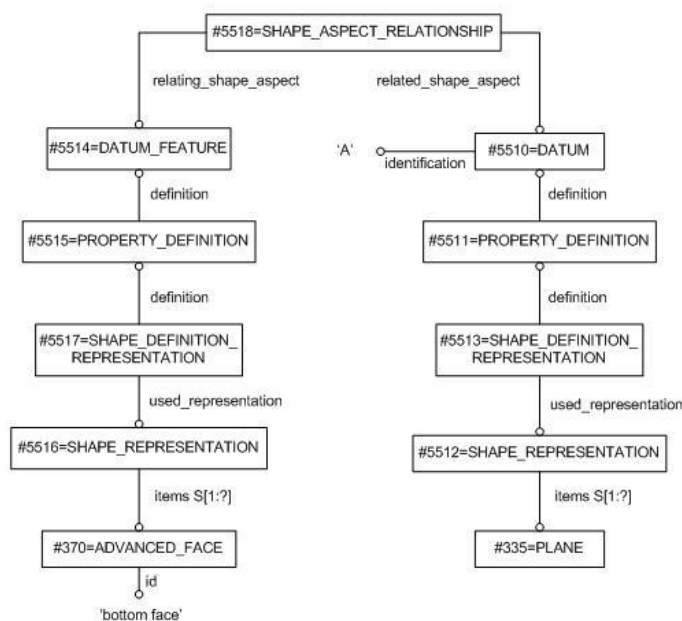 #5518=SHAPE_ASPECT_RELATIONSHIP
relating_shape_aspect
related_shape_aspect
#5514=DATUM_FEATURE
'A'
identification
#5510=DATUM
definition
definition
#5515=PROPERTY_DEFINITION
#5511=PROPERTY_DEFINITION
definition
definition
#5517=SHAPE_DEFINITION_
REPRESENTATION
#5513=SHAPE_DEFINITION_
REPRESENTATION
used_representation
used_representation
#5516=SHAPE_REPRESENTATION
#5512=SHAPE_REPRESENTATION
items S[1:?]
items S[1:?]
#370=ADVANCED_FACE
#335=PLANE
id
'bottom face'